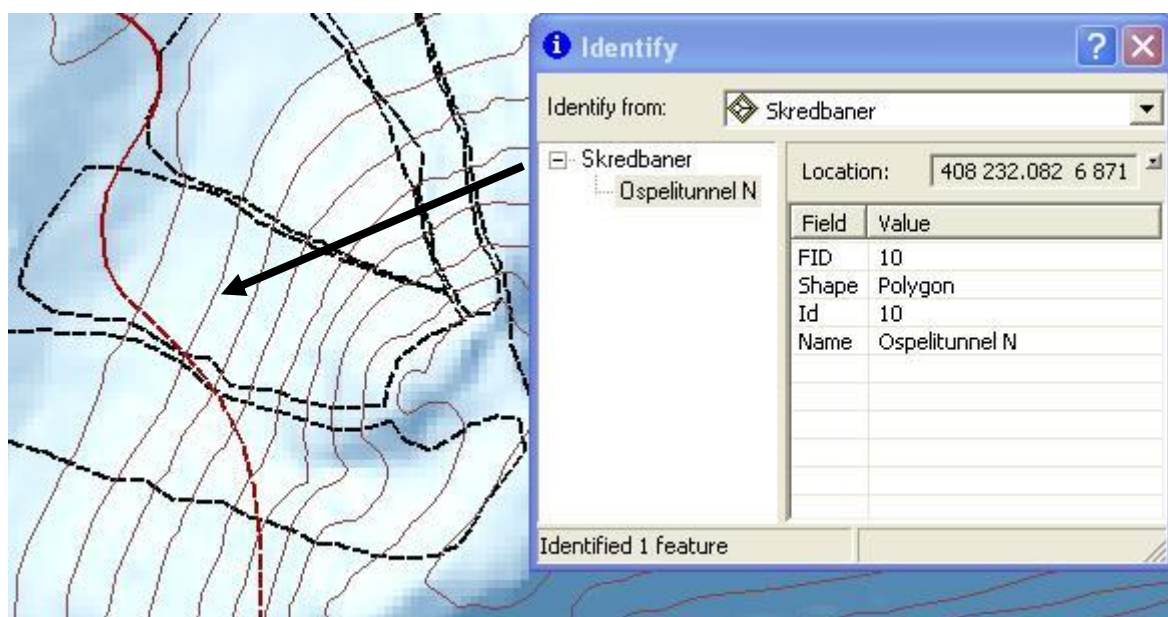 Identify
Identify from: Skredbaner
Skredbaner
Ospelitunnel N
Location: 408 232.082 6 871
Field Value
FID 10
Shape Polygon
Id 10
Name Ospelitunnel N
Identified 1 feature